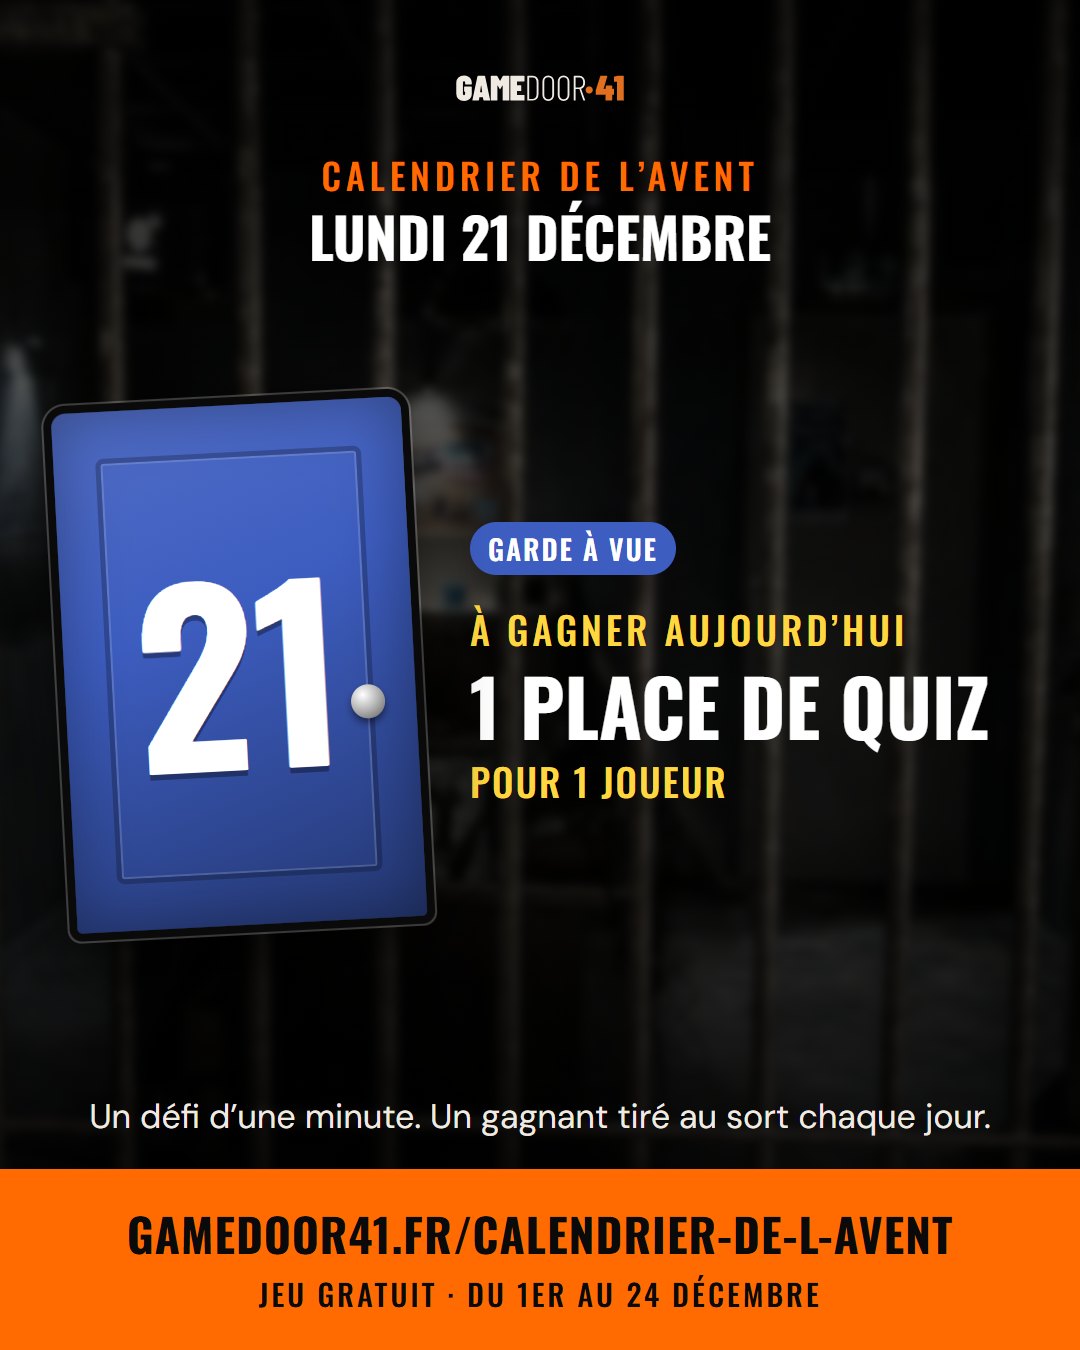 GAMEDOOR·41
CALENDRIER DE L’AVENT
LUNDI 21 DÉCEMBRE
21
GARDE À VUE
À GAGNER AUJOURD’HUI
1 PLACE DE QUIZ
POUR 1 JOUEUR
Un défi d’une minute. Un gagnant tiré au sort chaque jour.
GAMEDOOR41.FR/CALENDRIER-DE-L-AVENT
JEU GRATUIT · DU 1ER AU 24 DÉCEMBRE